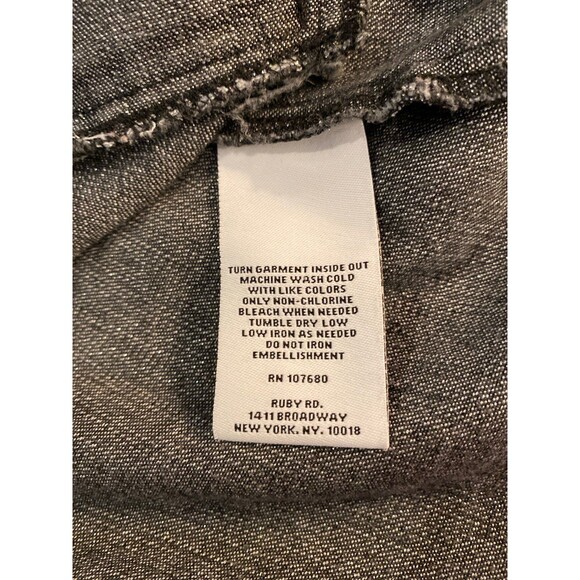 TURN GARMENT INSIDE OUT
MACHINE WASH COLD
WITH LIKE COLORS
ONLY NON-CHLORINE
BLEACH WHEN NEEDED
TUMBLE DRY LOW
LOW IRON AS NEEDED
DO NOT IRON
EMBELLISHMENT
RN 107680
RUBY RD.
1411 BROADWAY
NEW YORK. NY. 10018